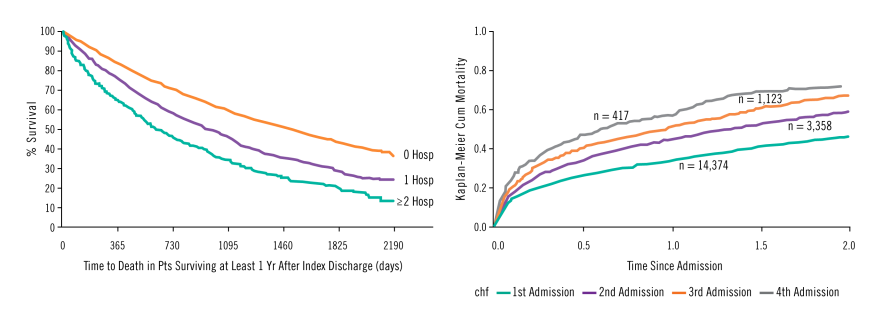 100
90
80
70
60
50
40
30
20
10
0
% Survival
0 Hosp
1 Hosp
≥2 Hosp
0 365 730 1095 1460 1825 2190
Time to Death in Pts Surviving at Least 1 Yr After Index Discharge (days)
1.0
0.8
0.6
0.4
0.2
0.0
Kaplan-Meier Cum Mortality
n = 417
n = 1,123
n = 3,358
n = 14,374
0.0 0.5 1.0 1.5 2.0
Time Since Admission
chf 1st Admission 2nd Admission 3rd Admission 4th Admission